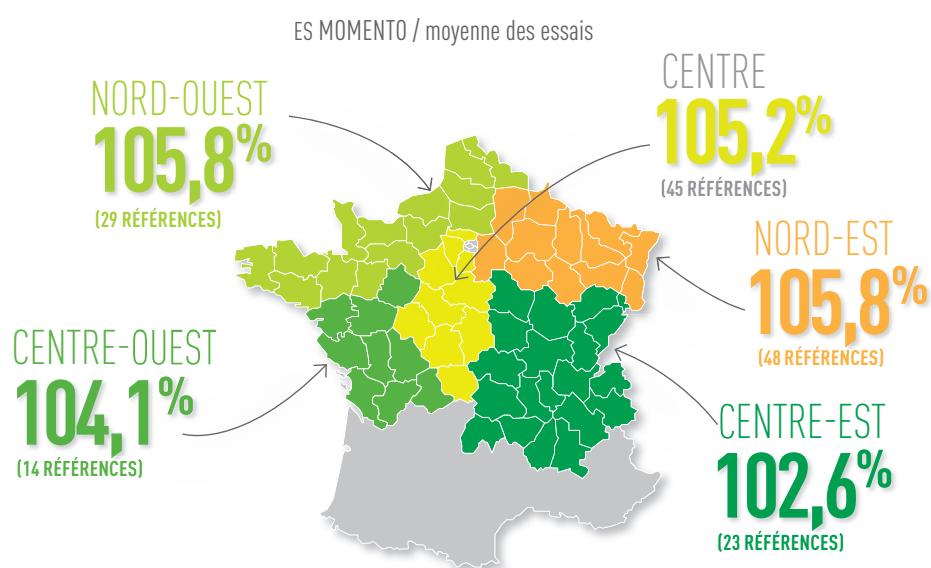 ES MOMENTO / moyenne des essais
NORD-OUEST
105,8%
(29 RÉFÉRENCES)
CENTRE
105,2%
(45 RÉFÉRENCES)
NORD-EST
105,8%
(48 RÉFÉRENCES)
CENTRE-OUEST
104,1%
(14 RÉFÉRENCES)
CENTRE-EST
102,6%
(23 RÉFÉRENCES)